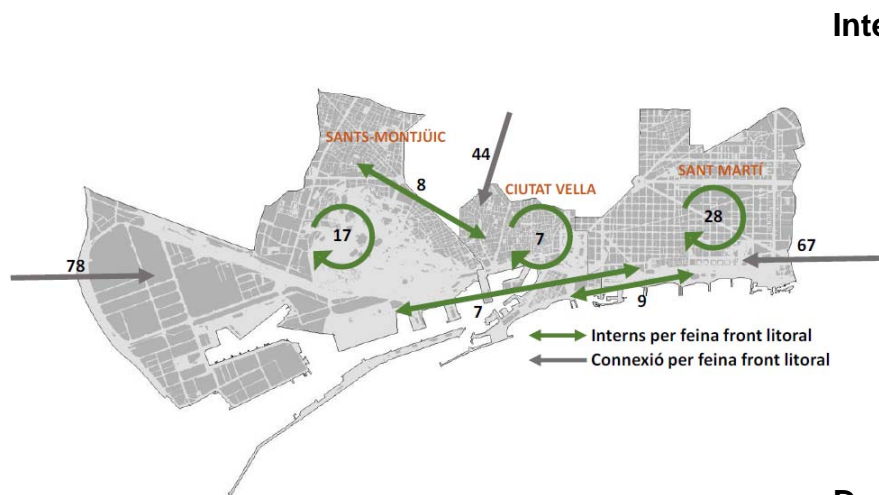 Inte
SANTS-MONTJÜIC
44
SANT MARTÍ
8
CIUTAT VELLA
17
7
28
67
78
7
9
Interns per feina front litoral
Connexió per feina front litoral